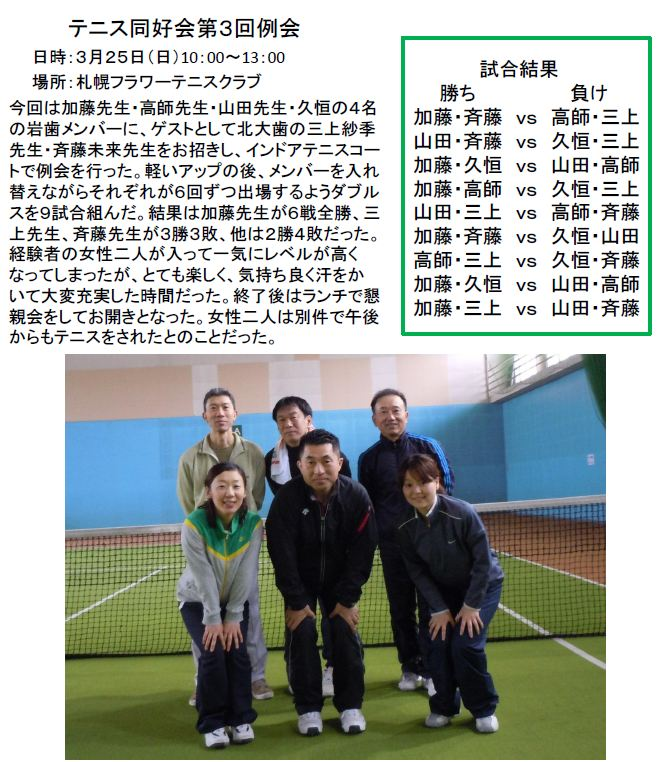 テニス同好会第3回例会
日時:3月25日(日)10:00～13:00
場所:札幌フラワーテニスクラブ
今回は加藤先生・高師先生・山田先生・久恒の4名
の岩歯メンバーに、ゲストとして北大歯の三上紗季
先生・斉藤未来先生をお招きし、インドアテニスコー
トで例会を行った。軽いアップの後、メンバーを入れ
替えながらそれぞれが6回ずつ出場するようダブル
スを9試合組んだ。結果は加藤先生が6戦全勝、三
上先生、斉藤先生が3勝3敗、他は2勝4敗だった。
経験者の女性二人が入って一気にレベルが高く
なってしまったが、とても楽しく、気持ち良く汗をか
いて大変充実した時間だった。終了後はランチで懇
親会をしてお開きとなった。女性二人は別件で午後
からもテニスをされたとのことだった。
試合結果
勝ち 負け
加藤・斉藤 vs 高師・三上
山田・斉藤 vs 久恒・三上
加藤・久恒 vs 山田・高師
加藤・高師 vs 久恒・三上
山田・三上 vs 高師・斉藤
加藤・斉藤 vs 久恒・山田
高師・三上 vs 久恒・斉藤
加藤・久恒 vs 山田・高師
加藤・三上 vs 山田・斉藤